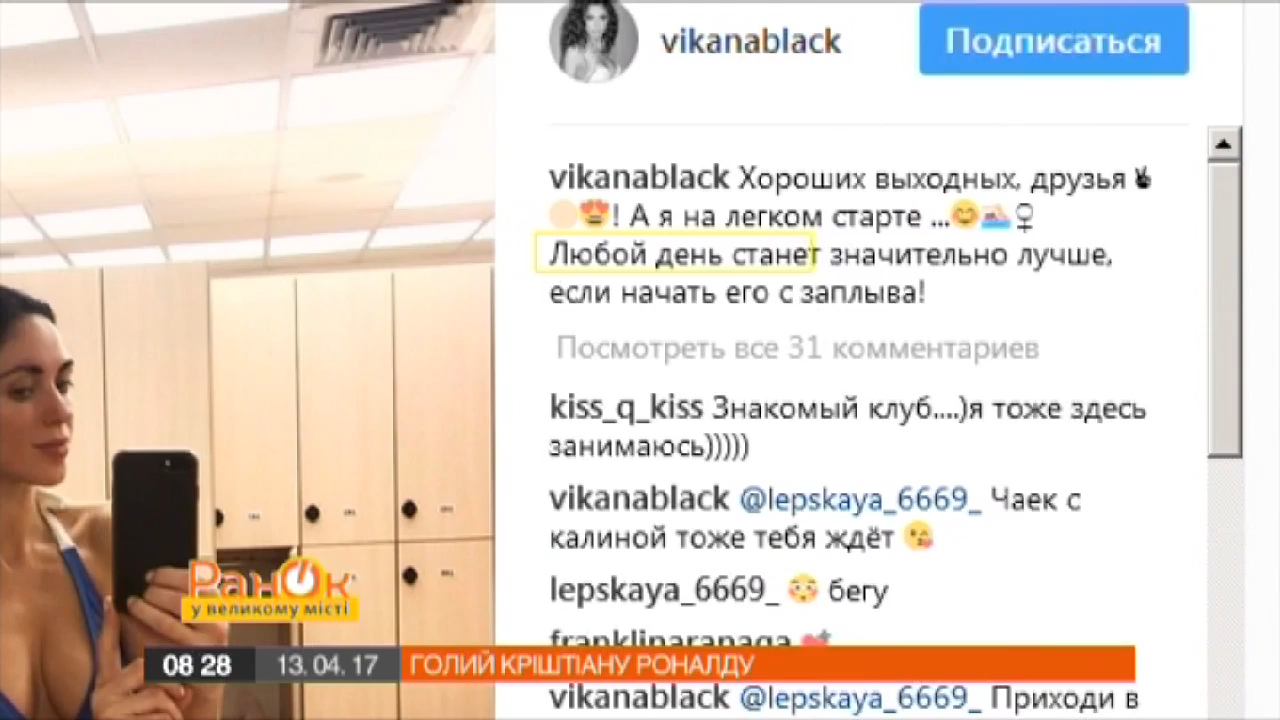 vikanablack
Подписаться
vikanablack Хороших выходных, друзья
! А я на легком старте ...
Любой день станет значительно лучше,
если начать его с заплыва!
Посмотреть все 31 комментариев
kiss_q_kiss Знакомый клуб....)я тоже здесь
занимаюсь)))))
vikanablack @lepskaya_6669_ Чаек с
калиной тоже тебя ждёт
lepskaya_6669_ бегу
vikanablack @lepskaya_6669_ Приходи в
Ранок
у великому місті
08 28 13. 04. 17 ГОЛИЙ КРІШТІАНУ РОНАЛДУ